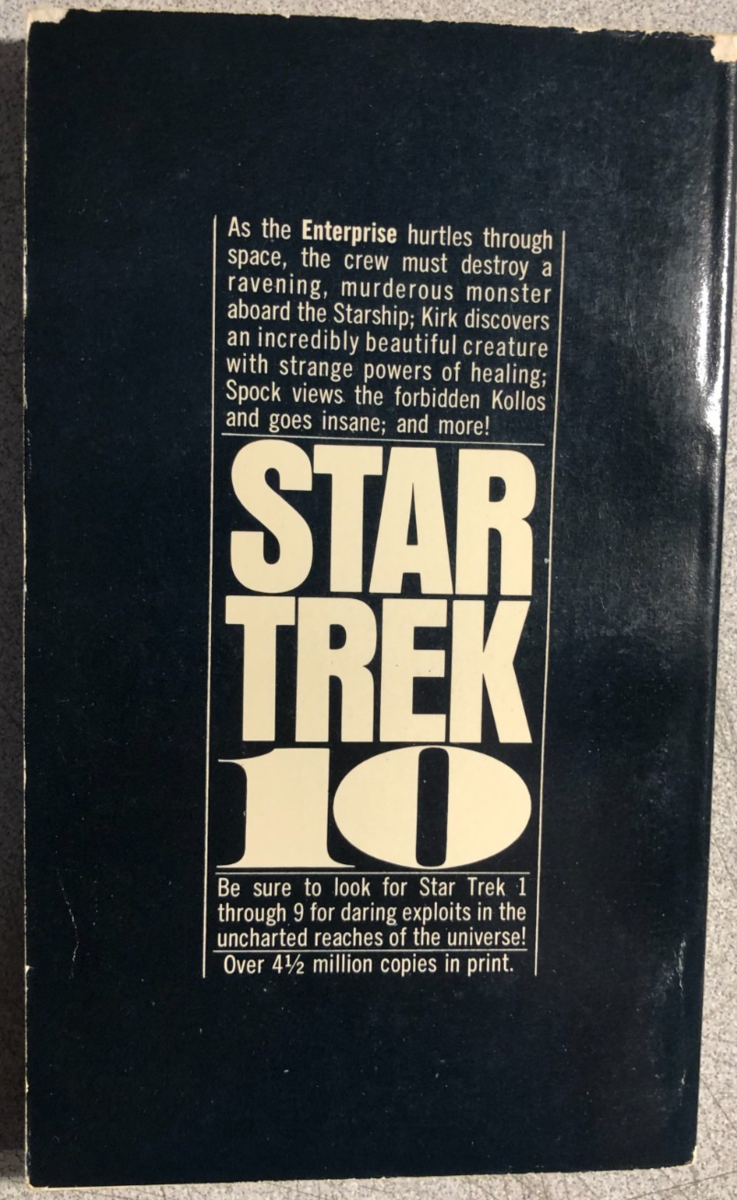 As the Enterprise hurtles through
space, the crew must destroy a
ravening, murderous monster
aboard the Starship; Kirk discovers
an incredibly beautiful creature
with strange powers of healing;
Spock views the forbidden Kollos
and goes insane; and more!
STAR
TREK
10
Be sure to look for Star Trek 1
through 9 for daring exploits in the
uncharted reaches of the universe!
Over 4½ million copies in print.